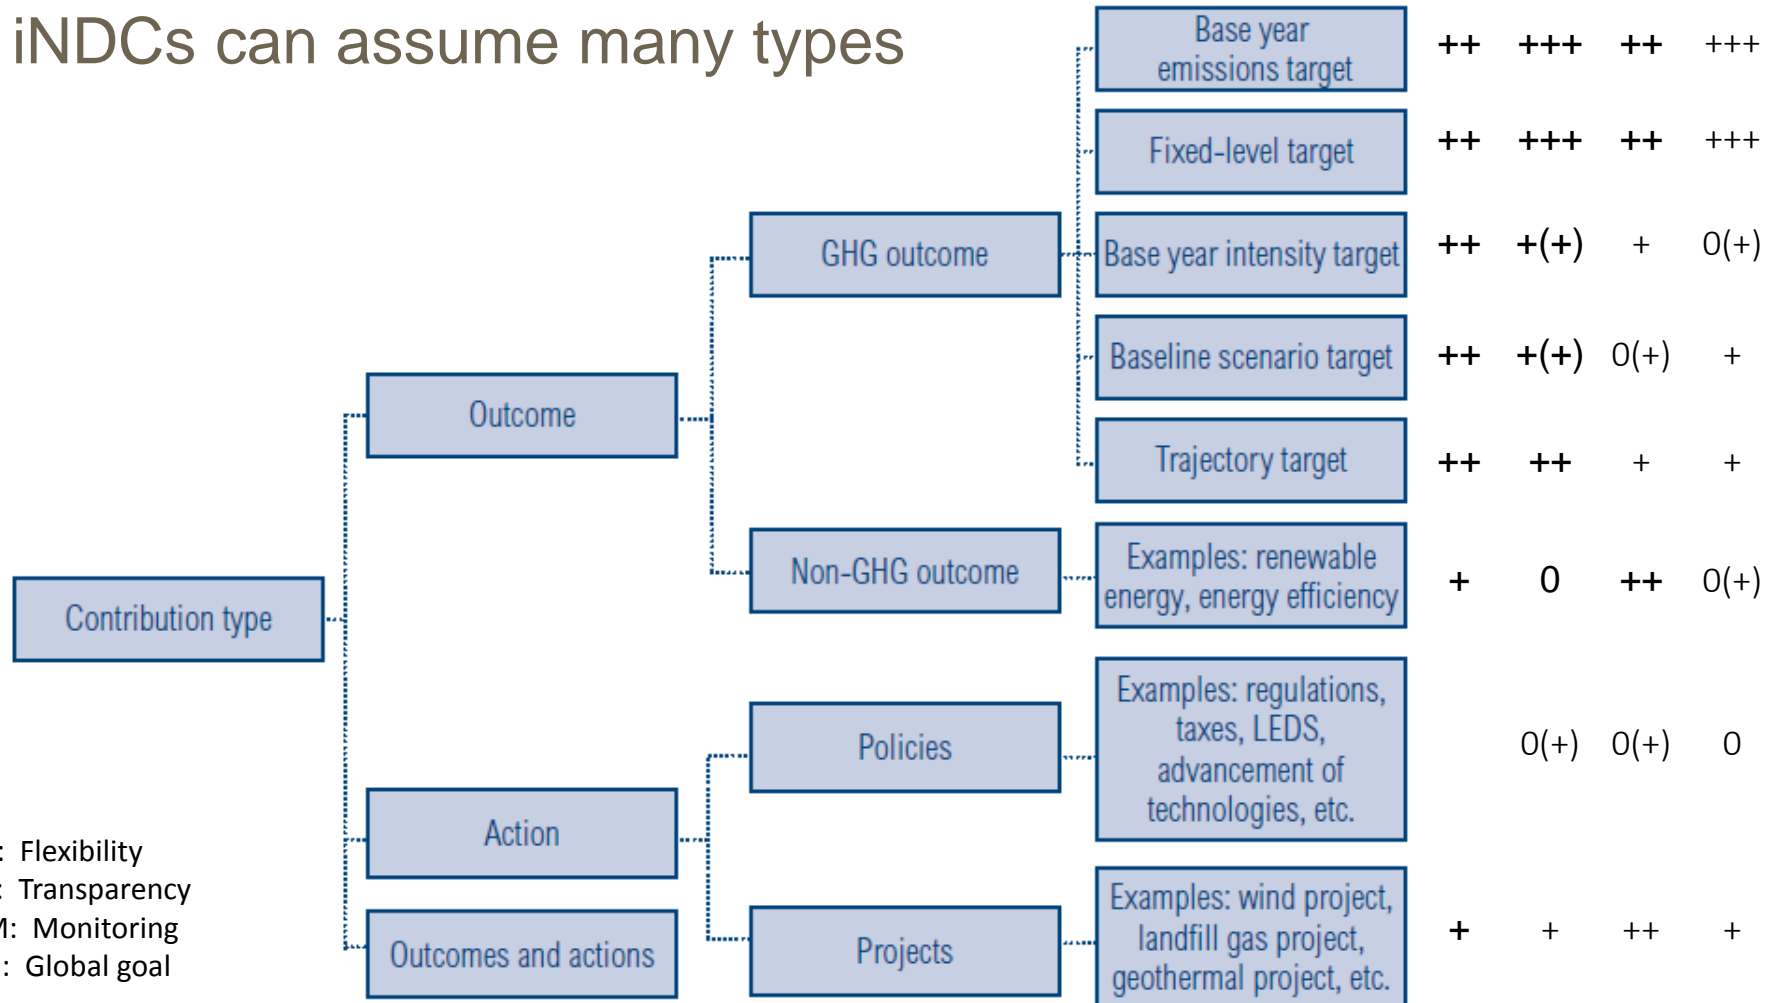 iNDCs can assume many types
Base year
emissions target
++ +++ ++ +++
Fixed-level target
++ +++ ++ +++
GHG outcome
Base year intensity target
++ +(+) + 0(+)
Baseline scenario target
++ +(+) 0(+) +
Outcome
Trajectory target
++ ++ + +
Non-GHG outcome
Examples: renewable
energy, energy efficiency
+ 0 ++ 0(+)
Contribution type
Policies
Examples: regulations,
taxes, LEDS,
advancement of
technologies, etc.
0(+) 0(+) 0
Action
Outcomes and actions
Projects
Examples: wind project,
landfill gas project,
geothermal project, etc.
+ + ++ +
: Flexibility
: Transparency
M: Monitoring
: Global goal